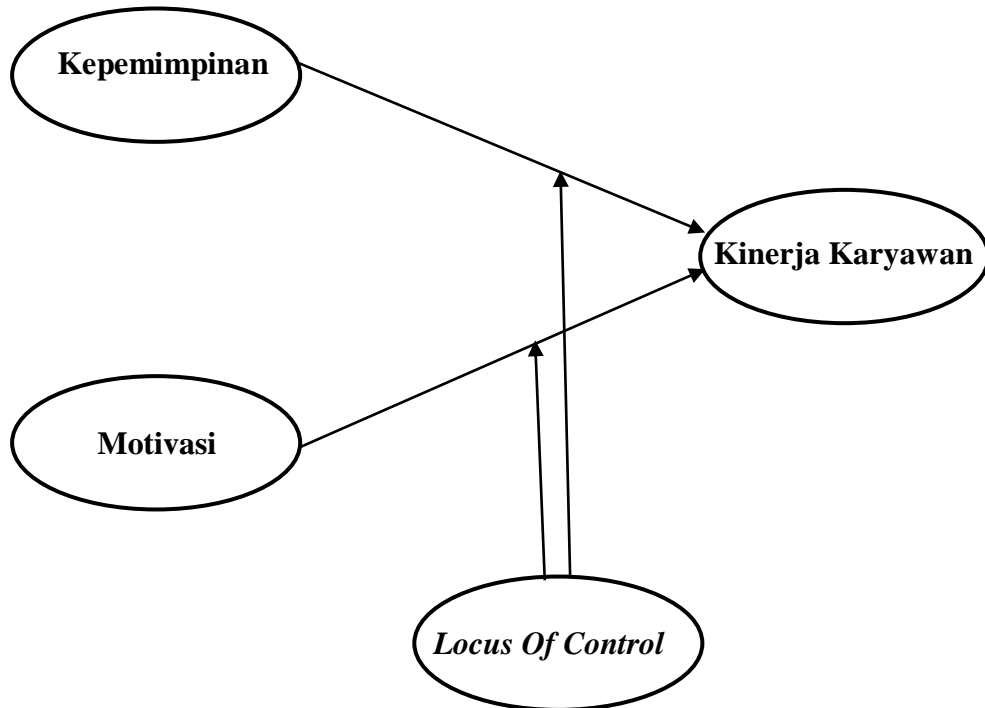 Kepemimpinan
Kinerja Karyawan
Motivasi
Locus Of Control